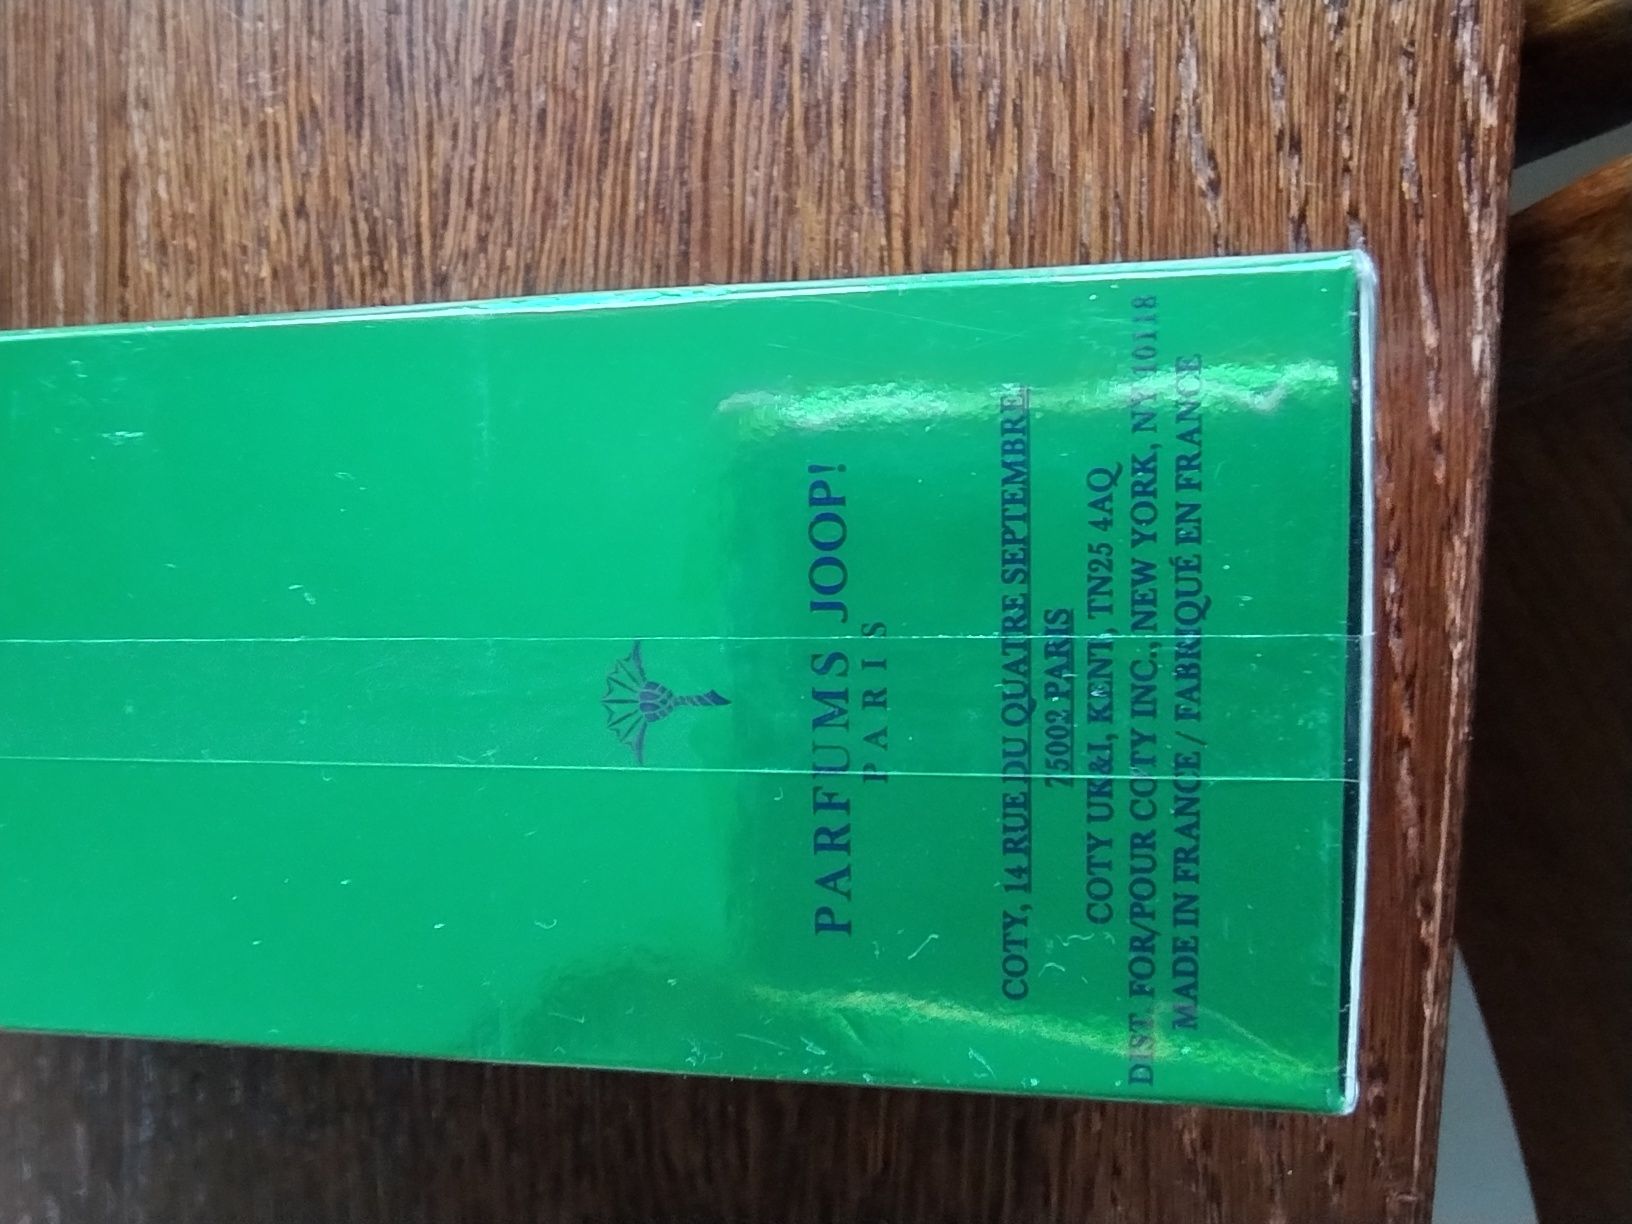 PARFUMS JOOP!
PARIS
COTY, 14 RUE DU QUATRE SEPTEMBRE,
75002 PARIS
COTY UK&I, KENT, TN25 4AQ
DIST. FOR/POUR COTY INC., NEW YORK, NY 10118
MADE IN FRANCE / FABRIQUÉ EN FRANCE